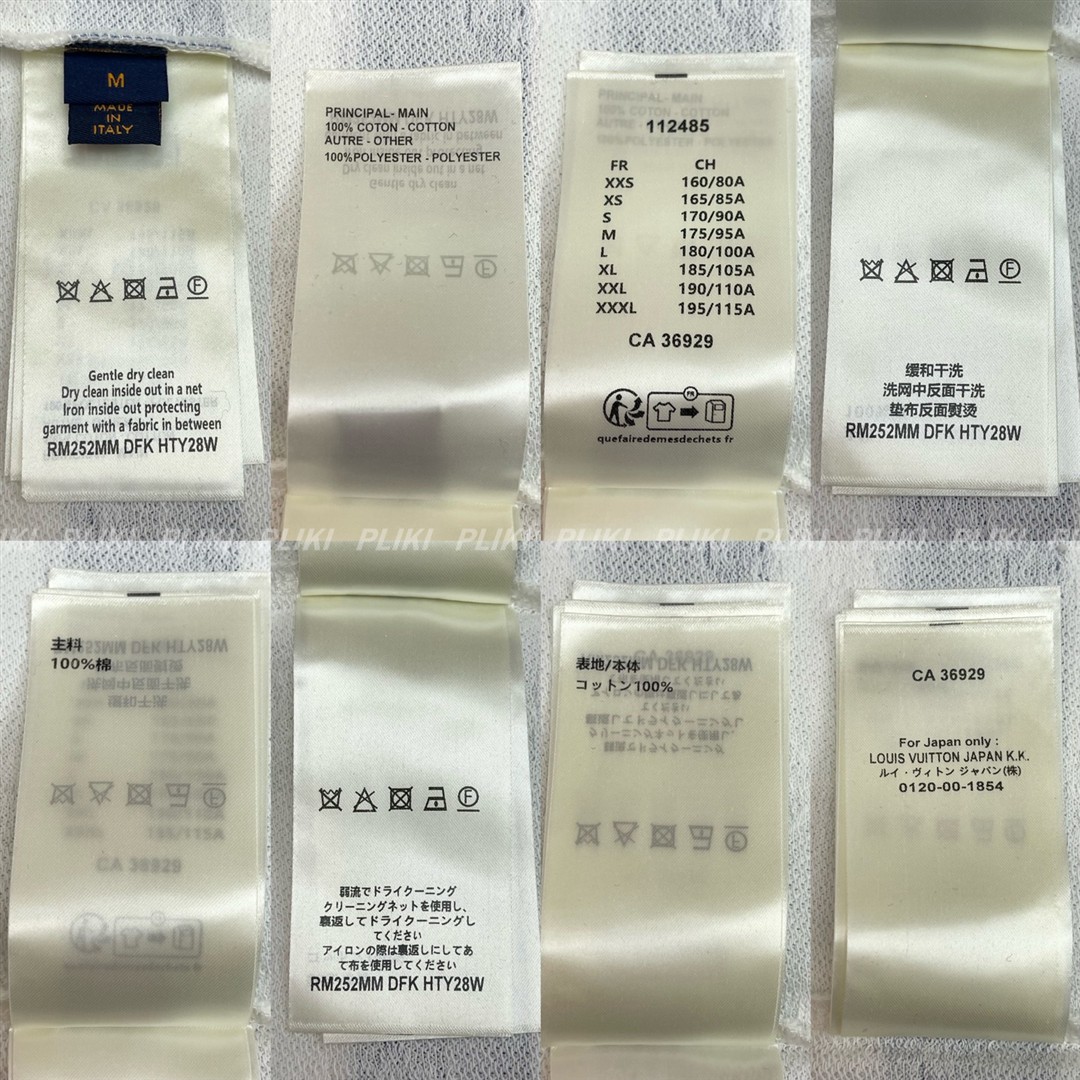 M
MADE
IN
ITALY
Gentle dry clean
Dry clean inside out in a net
Iron inside out protecting
garment with a fabric in between
RM252MM DFK HTY28W
PRINCIPAL- MAIN
100% COTON - COTTON
AUTRE - OTHER
100%POLYESTER - POLYESTER
112485
FR CH
XXS 160/80A
XS 165/85A
S 170/90A
M 175/95A
L 180/100A
XL 185/105A
XXL 190/110A
XXXL 195/115A
CA 36929
FR
quefairedemesdechets fr
缓和干洗
洗网中反面干洗
垫布反面熨烫
RM252MM DFK HTY28W
PLIKI PLIKI PLIKI PLIKI PLIKI PLIKI PLIKI
主料
100%棉
弱流でドライクーニング
クリーニングネットを使用し、
裏返してドライクーニングし
てください
アイロンの際は裏返しにしてあ
て布を使用してください
RM252MM DFK HTY28W
表地/本体
コットン100%
CA 36929
For Japan only :
LOUIS VUITTON JAPAN K.K.
ルイ・ヴィトン ジャパン(株)
0120-00-1854